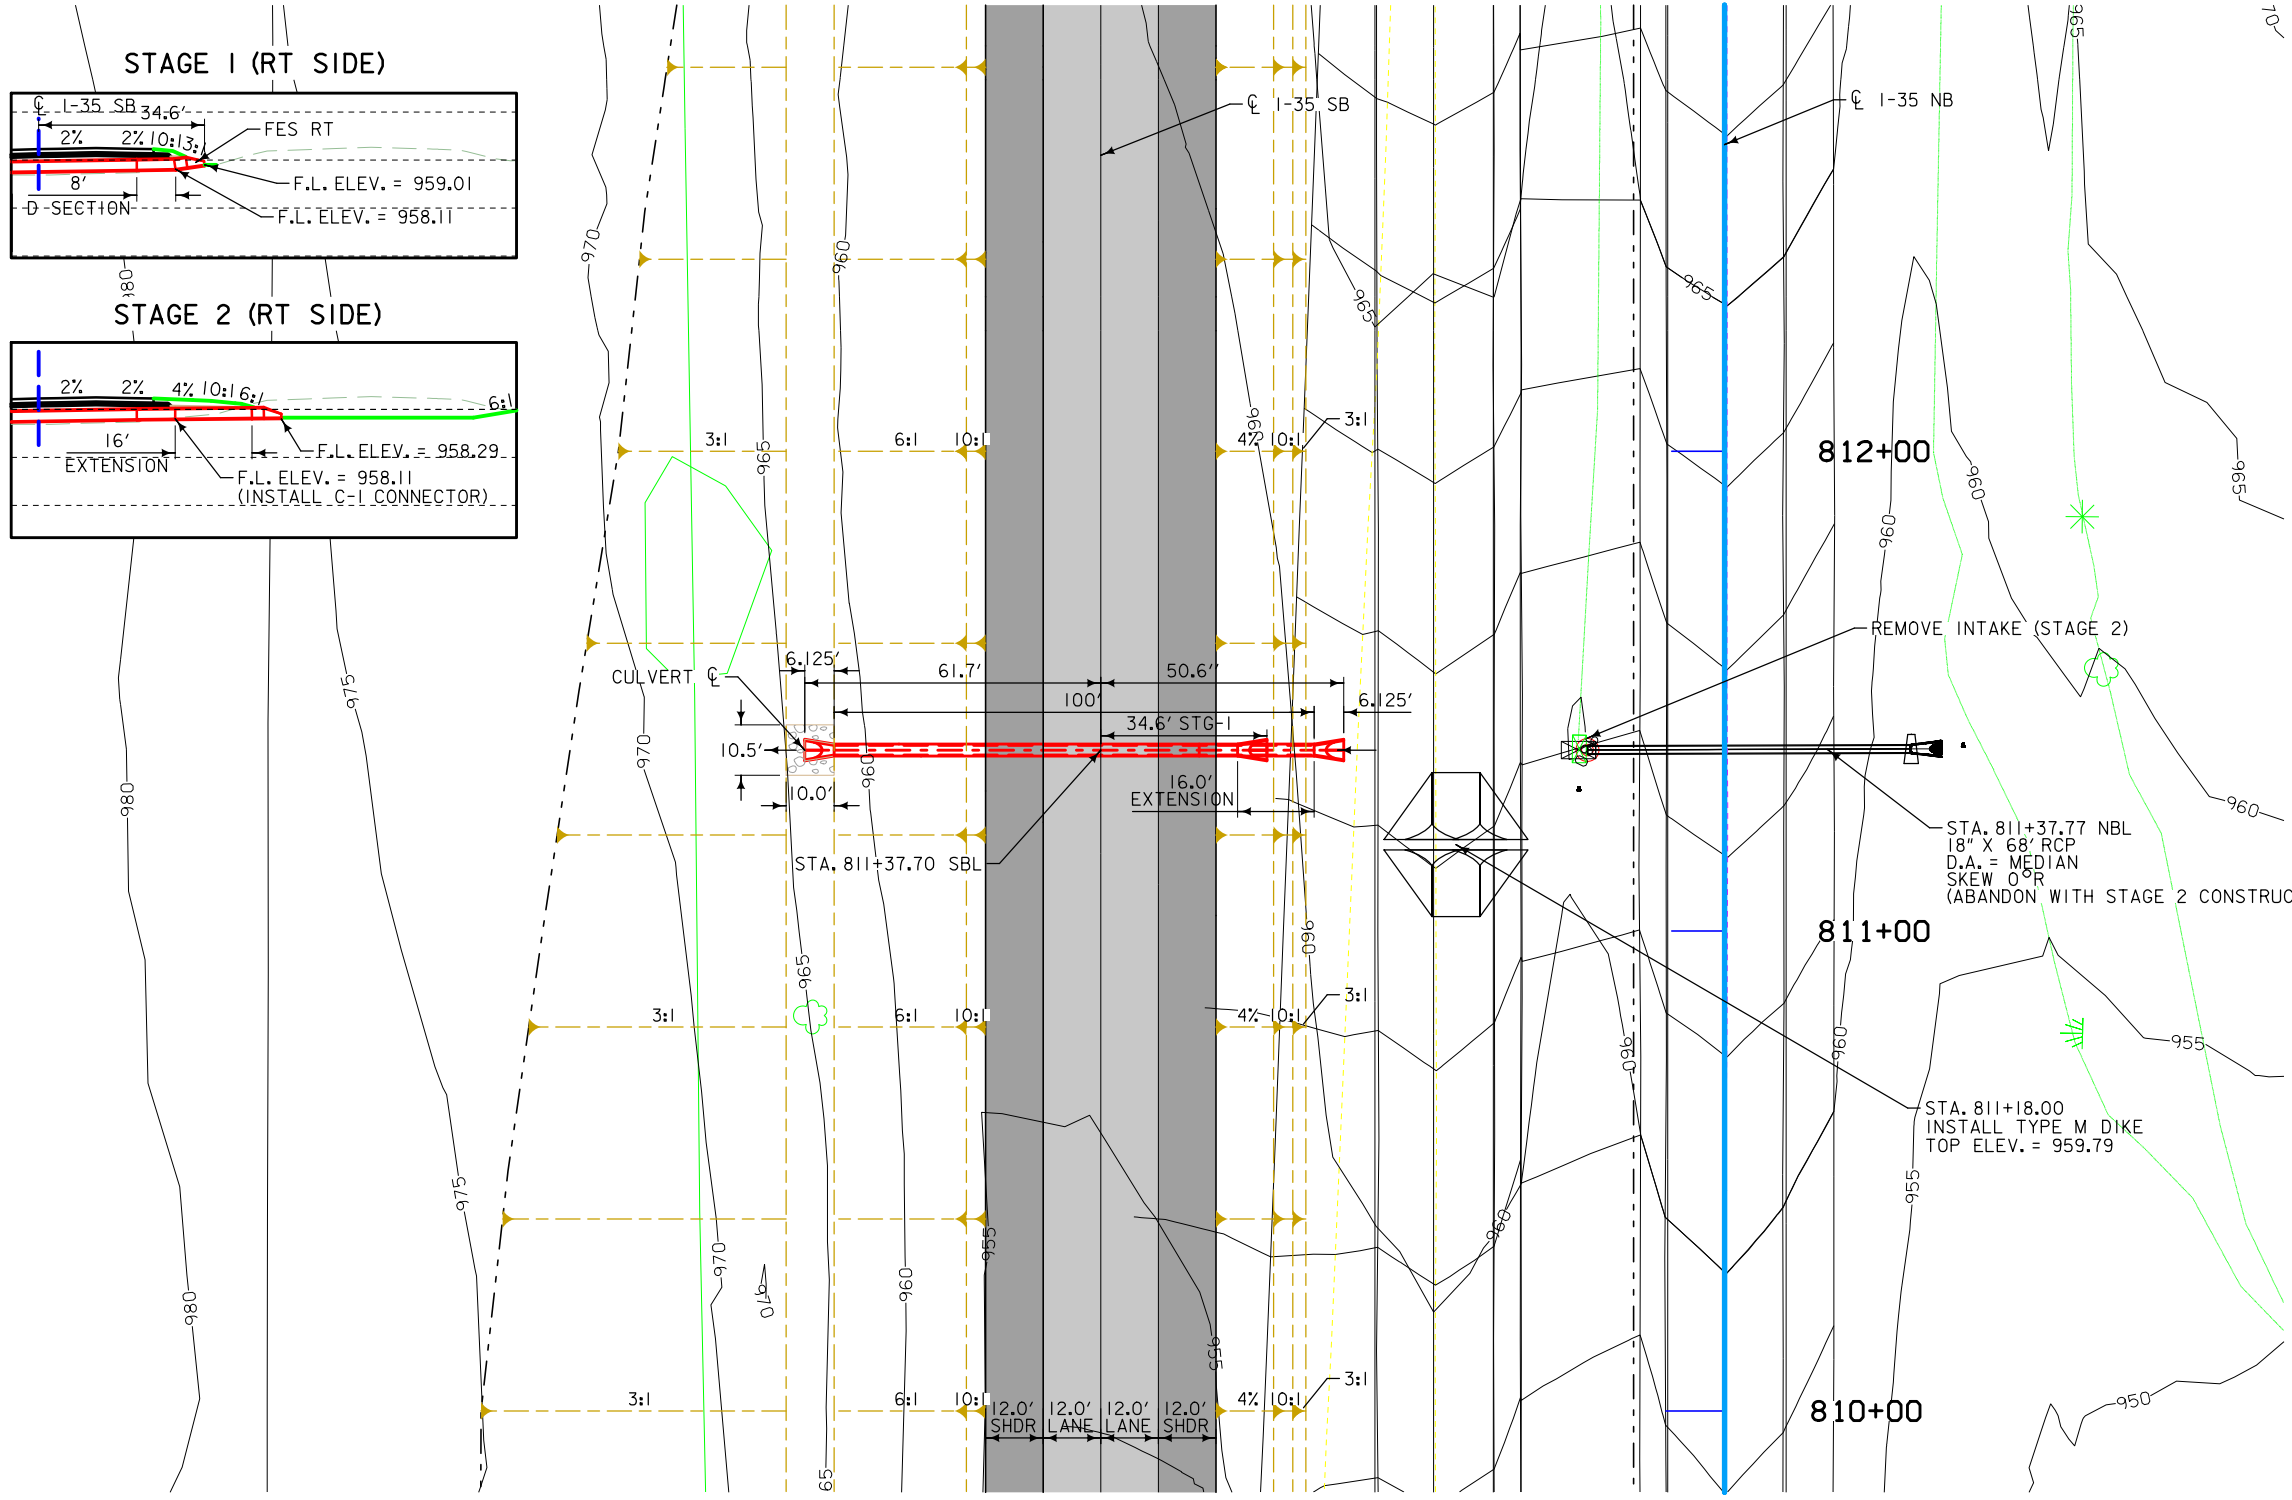 STAGE 1 (RT SIDE)
℄ I-35 SB
34.6'
2%
2%
10:1
3:1
FES RT
8'
D SECTION
F.L. ELEV. = 959.01
F.L. ELEV. = 958.11
STAGE 2 (RT SIDE)
2%
2%
4%
10:1
6:1
6:1
16'
EXTENSION
F.L. ELEV. = 958.29
F.L. ELEV. = 958.11
(INSTALL C-1 CONNECTOR)
℄ I-35 SB
℄ I-35 NB
965
970
960
980
965
965
3:1
6:1
10:1
4%
10:1
3:1
812+00
965
960
965
960
960
REMOVE INTAKE (STAGE 2)
CULVERT ℄
6.125'
61.7'
50.6''
100'
6.125'
34.6' STG-1
10.5'
10.0'
16.0'
EXTENSION
975
970
980
960
960
STA. 811+37.70 SBL
STA. 811+37.77 NBL
18" X 68' RCP
D.A. = MEDIAN
SKEW 0°R
(ABANDON WITH STAGE 2 CONSTRUC
811+00
965
960
3:1
6:1
10:1
4%
10:1
3:1
960
960
955
STA. 811+18.00
INSTALL TYPE M DIKE
TOP ELEV. = 959.79
975
955
960
955
970
970
960
980
955
3:1
6:1
10:1
4%
10:1
3:1
12.0'
SHDR
12.0'
LANE
12.0'
LANE
12.0'
SHDR
810+00
950
65